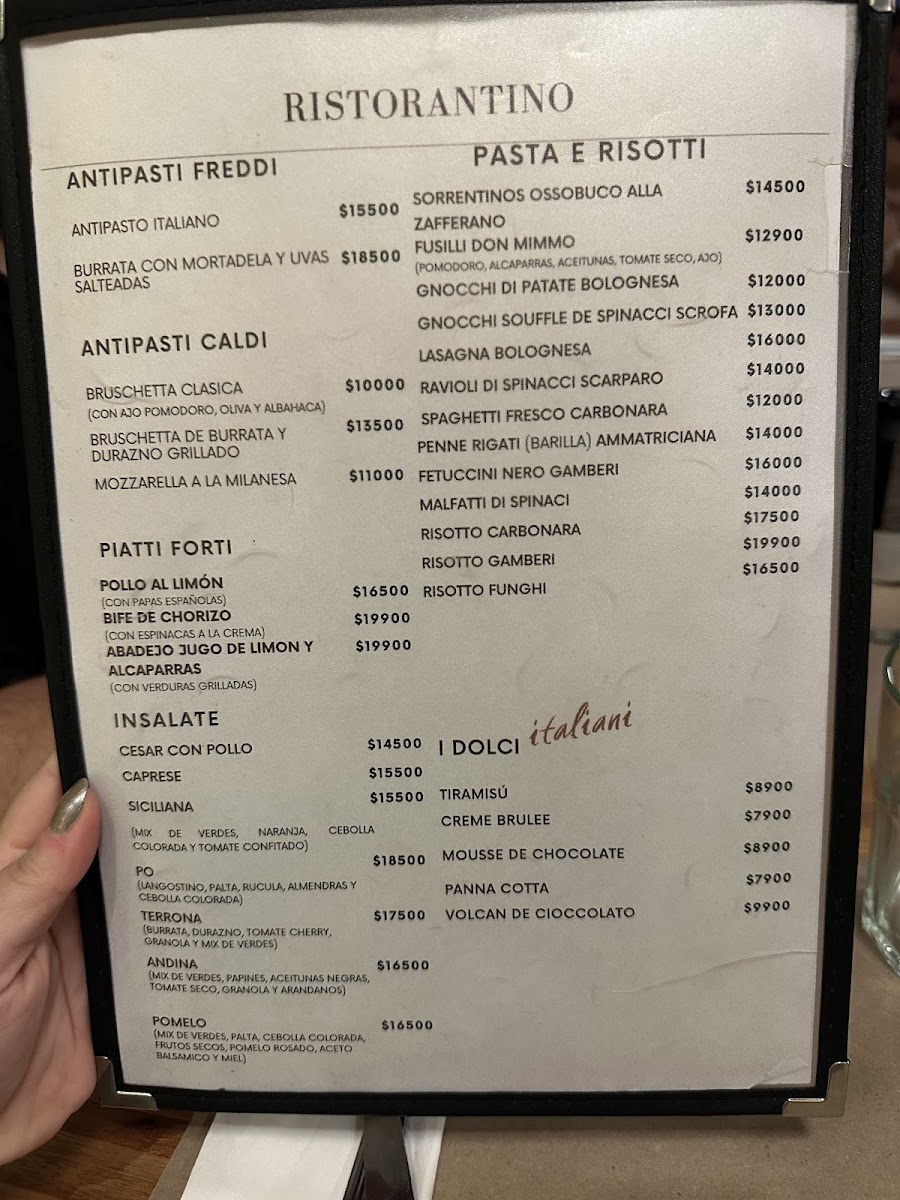 RISTORANTINO
ANTIPASTI FREDDI
ANTIPASTO ITALIANO $15500
BURRATA CON MORTADELA Y UVAS $18500
SALTEADAS
ANTIPASTI CALDI
BRUSCHETTA CLASICA $10000
(CON AJO POMODORO, OLIVA Y ALBAHACA)
BRUSCHETTA DE BURRATA Y $13500
DURAZNO GRILLADO
MOZZARELLA A LA MILANESA $11000
PIATTI FORTI
POLLO AL LIMÓN $16500
(CON PAPAS ESPAÑOLAS)
BIFE DE CHORIZO $19900
(CON ESPINACAS A LA CREMA)
ABADEJO JUGO DE LIMON Y $19900
ALCAPARRAS
(CON VERDURAS GRILLADAS)
INSALATE
CESAR CON POLLO $14500
CAPRESE $15500
SICILIANA $15500
(MIX DE VERDES, NARANJA, CEBOLLA
COLORADA Y TOMATE CONFITADO)
PO $18500
(LANGOSTINO, PALTA, RUCULA, ALMENDRAS Y
CEBOLLA COLORADA)
TERRONA $17500
(BURRATA, DURAZNO, TOMATE CHERRY,
GRANOLA Y MIX DE VERDES)
ANDINA $16500
(MIX DE VERDES, PAPINES, ACEITUNAS NEGRAS,
TOMATE SECO, GRANOLA Y ARANDANOS)
POMELO $16500
(MIX DE VERDES, PALTA, CEBOLLA COLORADA,
FRUTOS SECOS, POMELO ROSADO, ACETO
BALSAMICO Y MIEL)
PASTA E RISOTTI
SORRENTINOS OSSOBUCO ALLA $14500
ZAFFERANO
FUSILLI DON MIMMO $12900
(POMODORO, ALCAPARRAS, ACEITUNAS, TOMATE SECO, AJO)
GNOCCHI DI PATATE BOLOGNESA $12000
GNOCCHI SOUFFLE DE SPINACCI SCROFA $13000
LASAGNA BOLOGNESA $16000
RAVIOLI DI SPINACCI SCARPARO $14000
SPAGHETTI FRESCO CARBONARA $12000
PENNE RIGATI (BARILLA) AMMATRICIANA $14000
FETUCCINI NERO GAMBERI $16000
MALFATTI DI SPINACI $14000
RISOTTO CARBONARA $17500
RISOTTO GAMBERI $19900
RISOTTO FUNGHI $16500
I DOLCI italiani
TIRAMISÚ $8900
CREME BRULEE $7900
MOUSSE DE CHOCOLATE $8900
PANNA COTTA $7900
VOLCAN DE CIOCCOLATO $9900